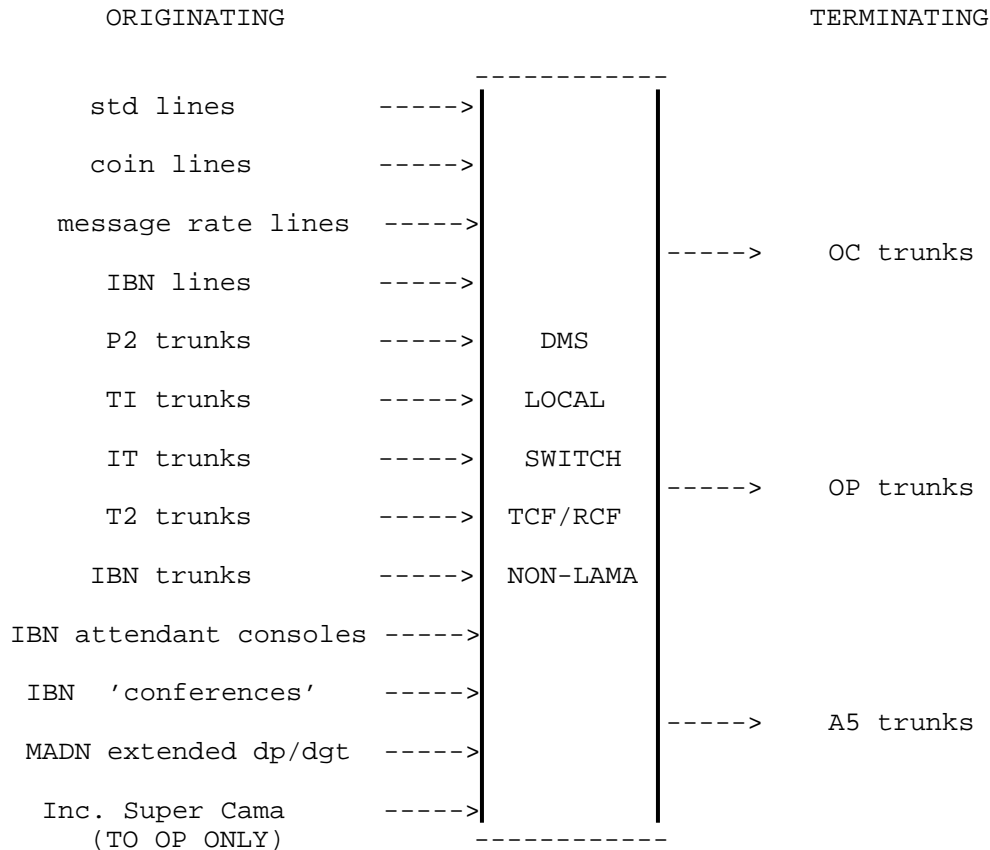 ORIGINATING TERMINATING
------------
std lines ----->
coin lines ----->
message rate lines ----->
-----> OC trunks
IBN lines ----->
P2 trunks -----> DMS
TI trunks -----> LOCAL
IT trunks -----> SWITCH
-----> OP trunks
T2 trunks -----> TCF/RCF
IBN trunks -----> NON-LAMA
IBN attendant consoles ----->
IBN 'conferences' ----->
-----> A5 trunks
MADN extended dp/dgt ----->
Inc. Super Cama ----->
(TO OP ONLY) ------------